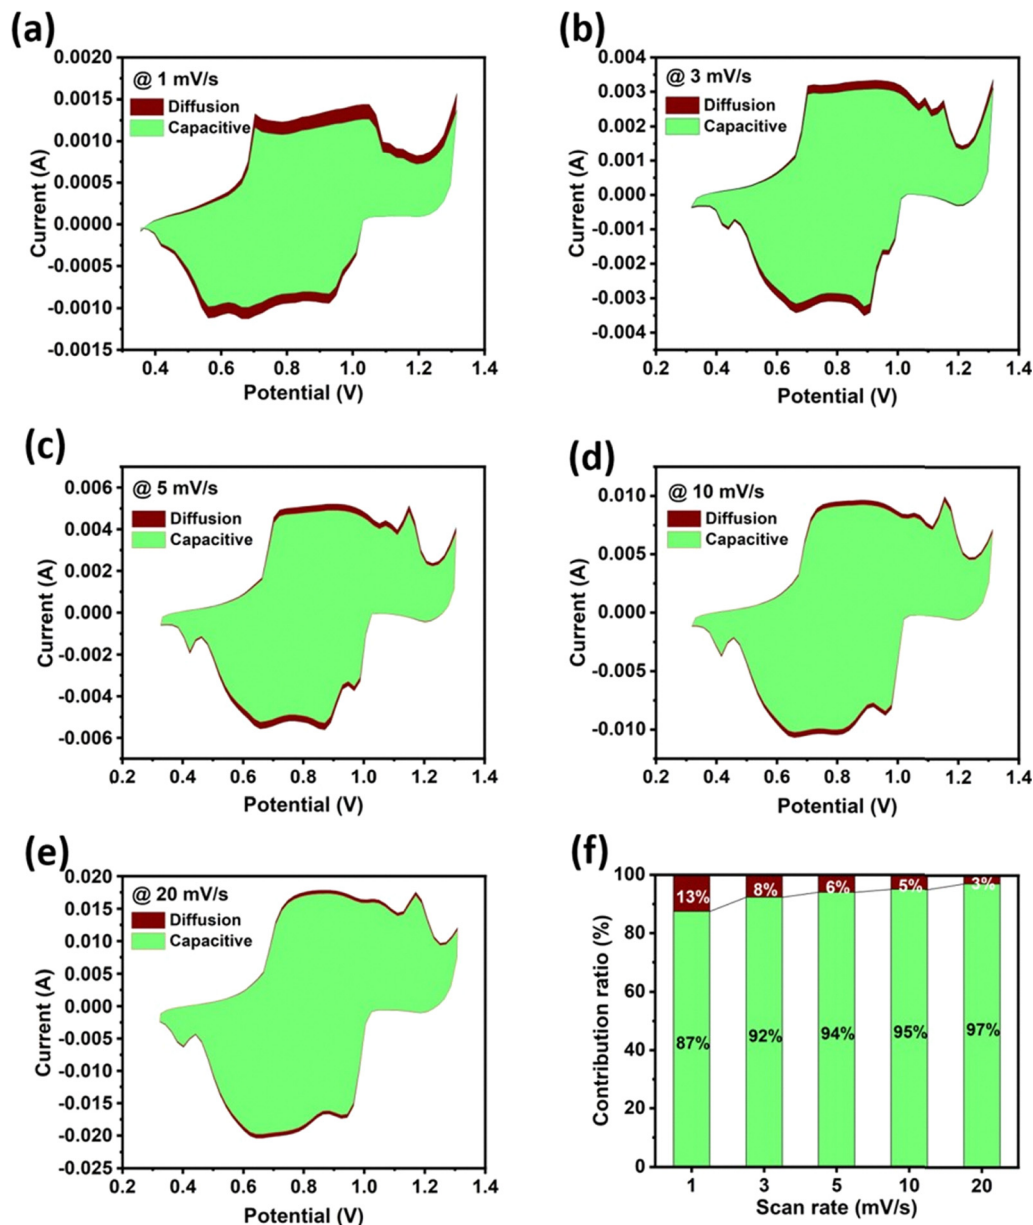 (a)
0.0020
@ 1 mV/s
Diffusion
Capacitive
0.0015
0.0010
0.0005
0.0000
-0.0005
-0.0010
-0.0015
Current (A)
0.4 0.6 0.8 1.0 1.2 1.4
Potential (V)
(b)
0.004
@ 3 mV/s
Diffusion
Capacitive
0.003
0.002
0.001
0.000
-0.001
-0.002
-0.003
-0.004
Current (A)
0.2 0.4 0.6 0.8 1.0 1.2 1.4
Potential (V)
(c)
0.006
@ 5 mV/s
Diffusion
Capacitive
0.004
0.002
0.000
-0.002
-0.004
-0.006
Current (A)
0.2 0.4 0.6 0.8 1.0 1.2 1.4
Potential (V)
(d)
0.010
@ 10 mV/s
Diffusion
Capacitive
0.005
0.000
-0.005
-0.010
Current (A)
0.2 0.4 0.6 0.8 1.0 1.2 1.4
Potential (V)
(e)
0.020
@ 20 mV/s
Diffusion
Capacitive
0.015
0.010
0.005
0.000
-0.005
-0.010
-0.015
-0.020
-0.025
Current (A)
0.2 0.4 0.6 0.8 1.0 1.2 1.4
Potential (V)
(f)
100
80
60
40
20
0
Contribution ratio (%)
13% 8% 6% 5% 3%
87% 92% 94% 95% 97%
1 3 5 10 20
Scan rate (mV/s)